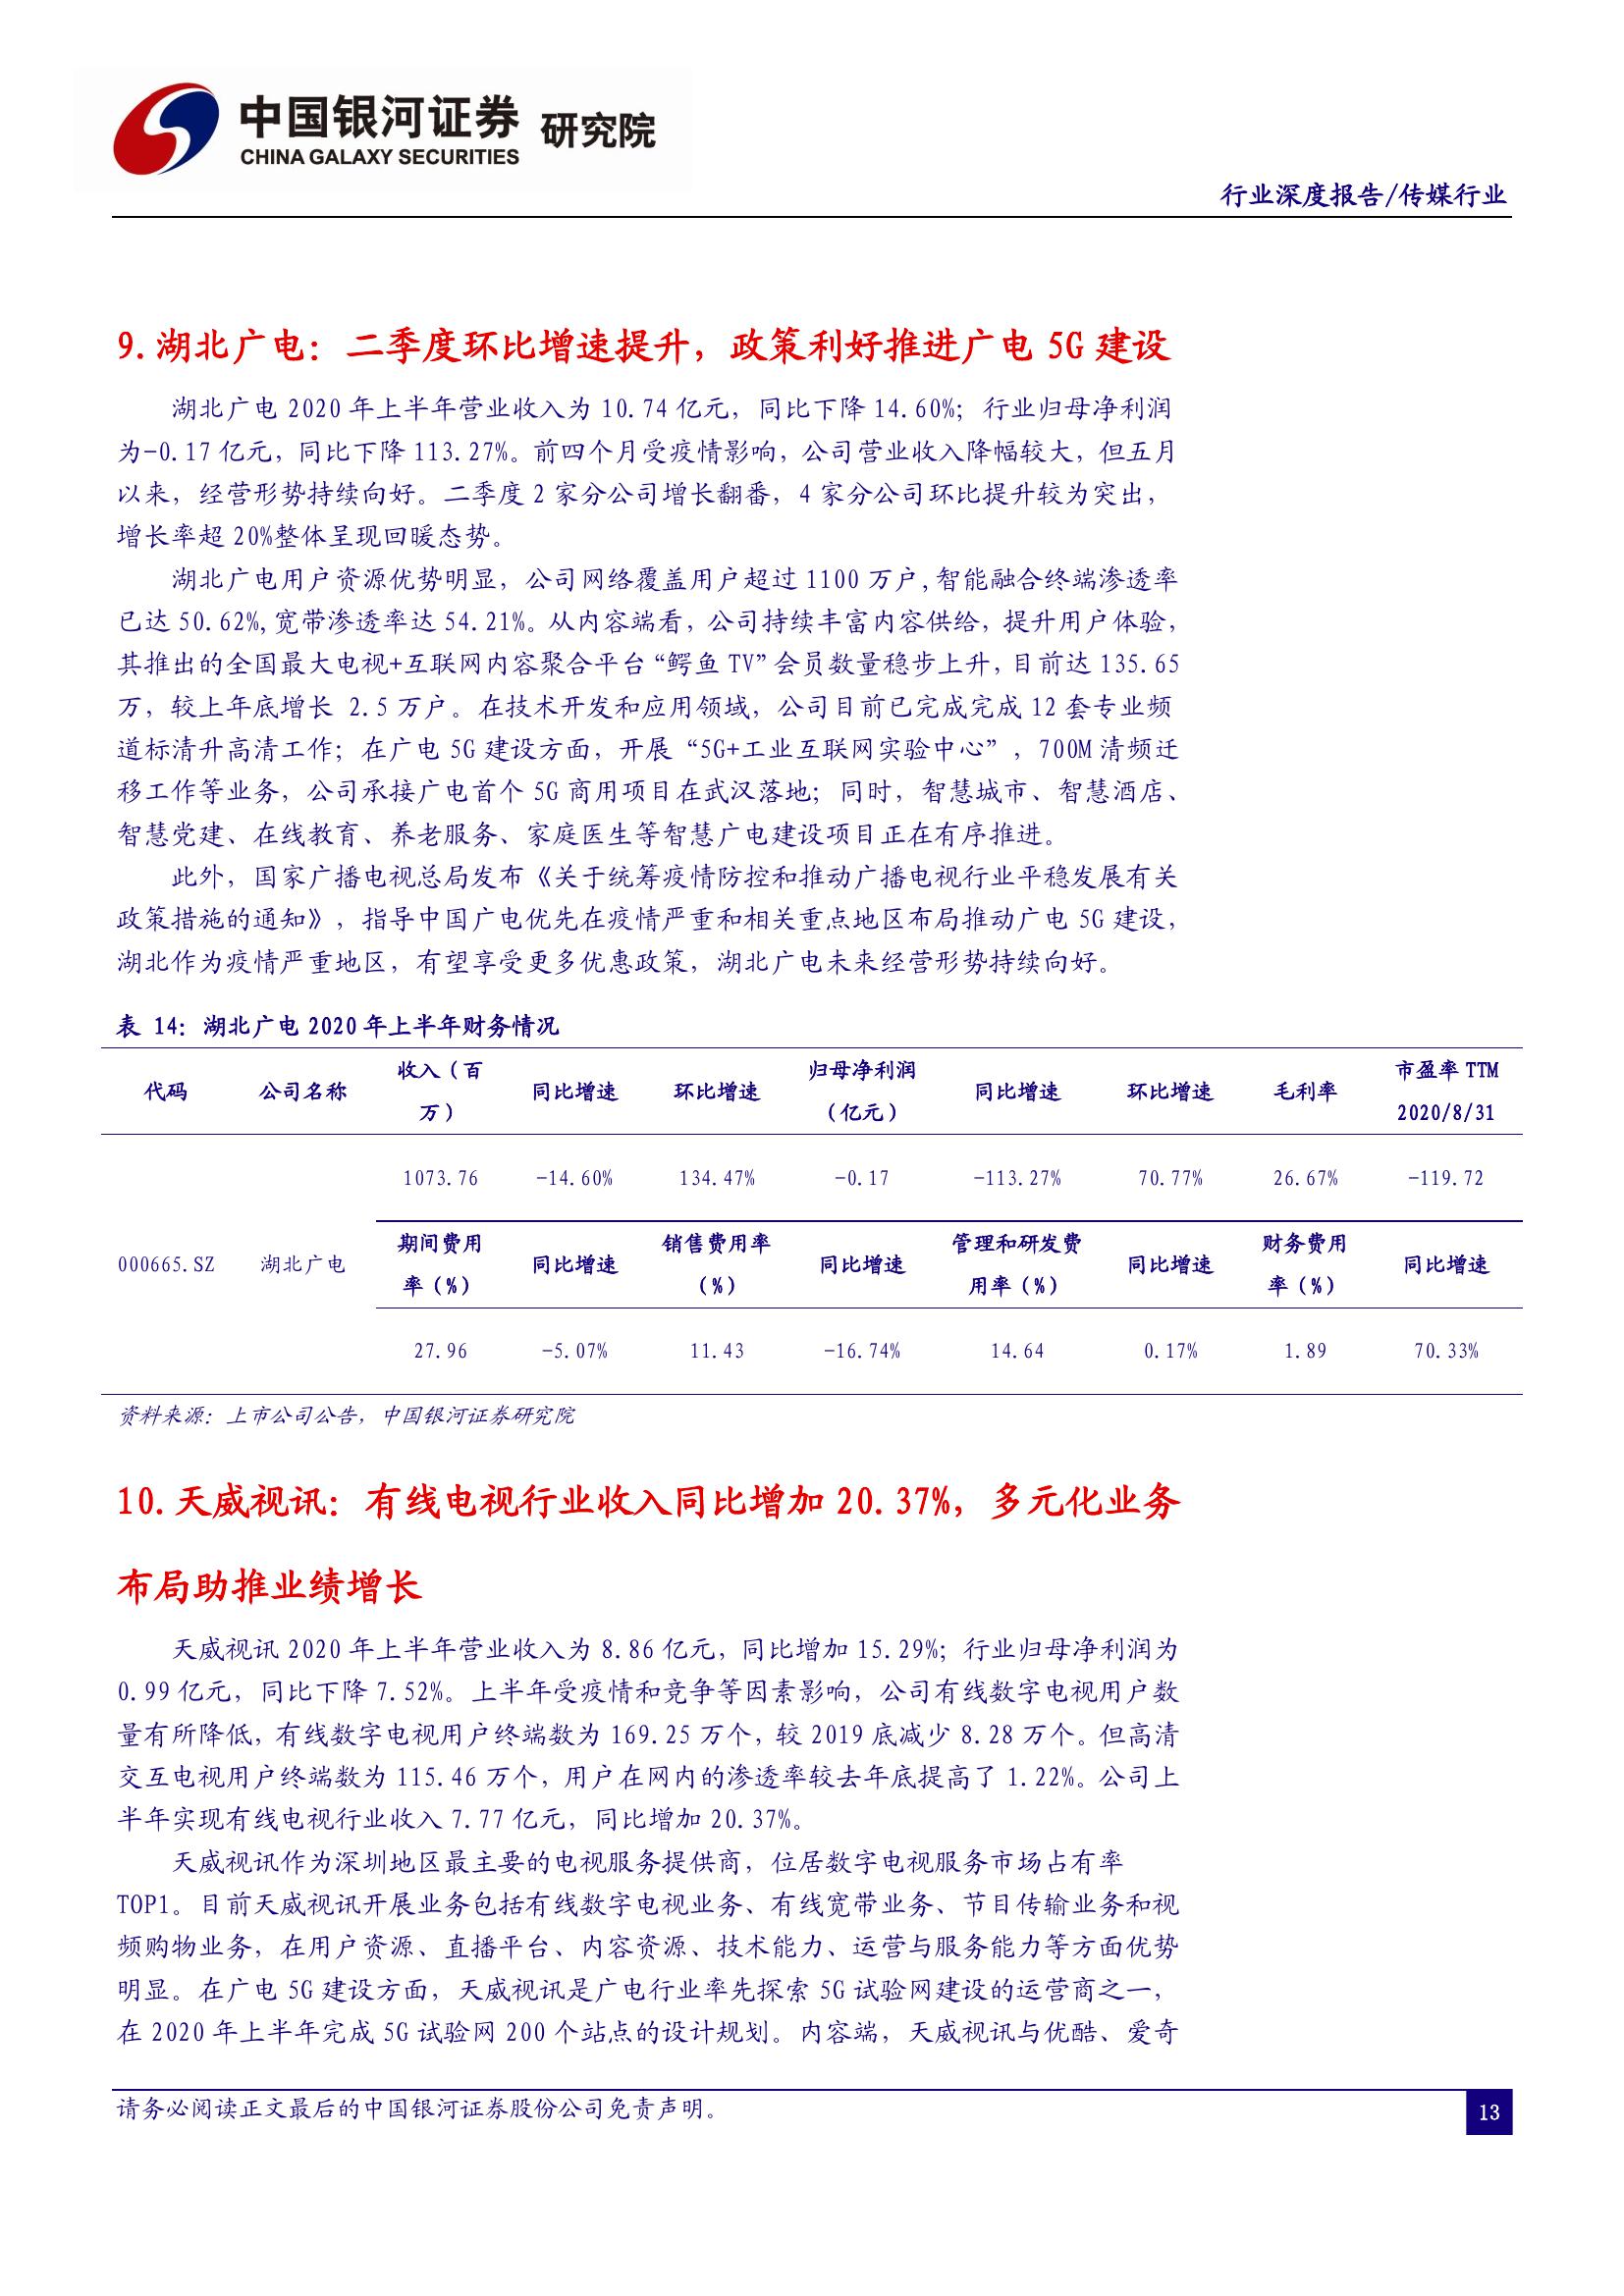 中国银河证券 研究院
CHINA GALAXY SECURITIES
行业深度报告/传媒行业
9.湖北广电：二季度环比增速提升，政策利好推进广电 5G 建设
湖北广电 2020 年上半年营业收入为 10.74 亿元，同比下降 14.60%；行业归母净利润
为-0.17 亿元，同比下降 113.27%。前四个月受疫情影响，公司营业收入降幅较大，但五月
以来，经营形势持续向好。二季度 2 家分公司增长翻番，4 家分公司环比提升较为突出，
增长率超 20%整体呈现回暖态势。
湖北广电用户资源优势明显，公司网络覆盖用户超过 1100 万户,智能融合终端渗透率
已达 50.62%,宽带渗透率达 54.21%。从内容端看，公司持续丰富内容供给，提升用户体验，
其推出的全国最大电视+互联网内容聚合平台“鳄鱼 TV”会员数量稳步上升，目前达 135.65
万，较上年底增长 2.5 万户。在技术开发和应用领域，公司目前已完成完成 12 套专业频
道标清升高清工作；在广电 5G 建设方面，开展“5G+工业互联网实验中心”，700M 清频迁
移工作等业务，公司承接广电首个 5G 商用项目在武汉落地；同时，智慧城市、智慧酒店、
智慧党建、在线教育、养老服务、家庭医生等智慧广电建设项目正在有序推进。
此外，国家广播电视总局发布《关于统筹疫情防控和推动广播电视行业平稳发展有关
政策措施的通知》，指导中国广电优先在疫情严重和相关重点地区布局推动广电 5G 建设，
湖北作为疫情严重地区，有望享受更多优惠政策，湖北广电未来经营形势持续向好。
表 14：湖北广电 2020 年上半年财务情况
代码 公司名称 收入（百万） 同比增速 环比增速 归母净利润（亿元） 同比增速 环比增速 毛利率 市盈率 TTM 2020/8/31
1073.76 -14.60% 134.47% -0.17 -113.27% 70.77% 26.67% -119.72
000665.SZ 湖北广电 期间费用率（%） 同比增速 销售费用率（%） 同比增速 管理和研发费用率（%） 同比增速 财务费用率（%） 同比增速
27.96 -5.07% 11.43 -16.74% 14.64 0.17% 1.89 70.33%
资料来源：上市公司公告，中国银河证券研究院
10.天威视讯：有线电视行业收入同比增加 20.37%，多元化业务
布局助推业绩增长
天威视讯 2020 年上半年营业收入为 8.86 亿元，同比增加 15.29%；行业归母净利润为
0.99 亿元，同比下降 7.52%。上半年受疫情和竞争等因素影响，公司有线数字电视用户数
量有所降低，有线数字电视用户终端数为 169.25 万个，较 2019 底减少 8.28 万个。但高清
交互电视用户终端数为 115.46 万个，用户在网内的渗透率较去年底提高了 1.22%。公司上
半年实现有线电视行业收入 7.77 亿元，同比增加 20.37%。
天威视讯作为深圳地区最主要的电视服务提供商，位居数字电视服务市场占有率
TOP1。目前天威视讯开展业务包括有线数字电视业务、有线宽带业务、节目传输业务和视
频购物业务，在用户资源、直播平台、内容资源、技术能力、运营与服务能力等方面优势
明显。在广电 5G 建设方面，天威视讯是广电行业率先探索 5G 试验网建设的运营商之一，
在 2020 年上半年完成 5G 试验网 200 个站点的设计规划。内容端，天威视讯与优酷、爱奇
请务必阅读正文最后的中国银河证券股份公司免责声明。
13